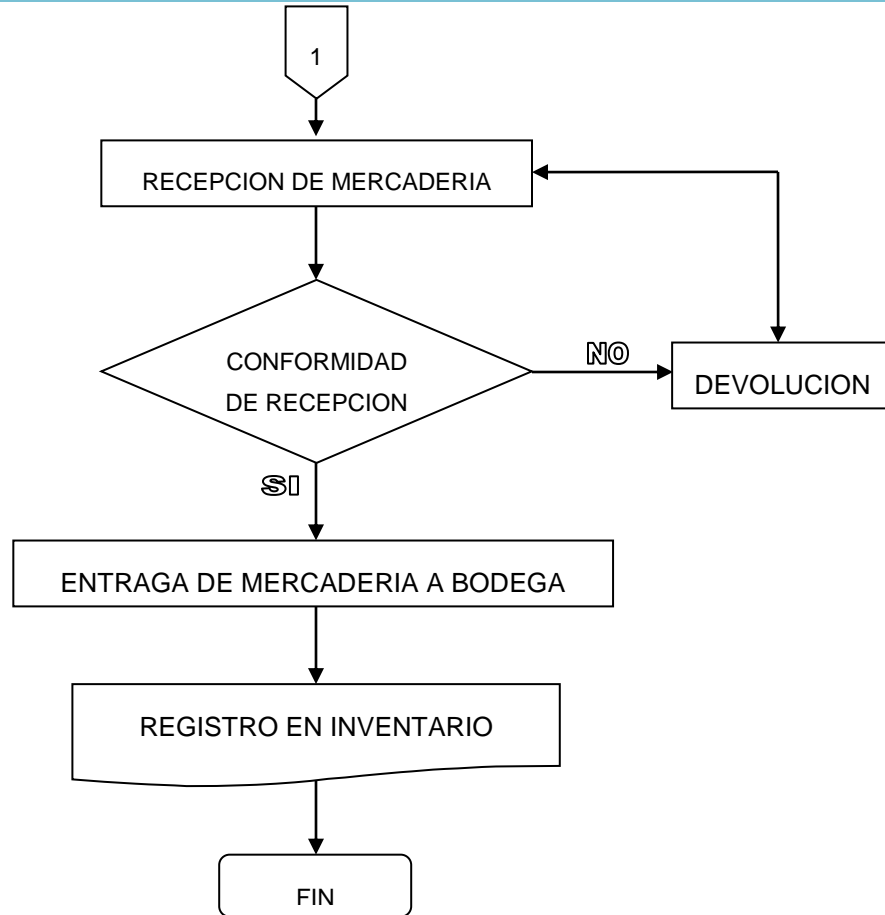 1
RECEPCION DE MERCADERIA
CONFORMIDAD
DE RECEPCION
NO
DEVOLUCION
SI
ENTRAGA DE MERCADERIA A BODEGA
REGISTRO EN INVENTARIO
FIN